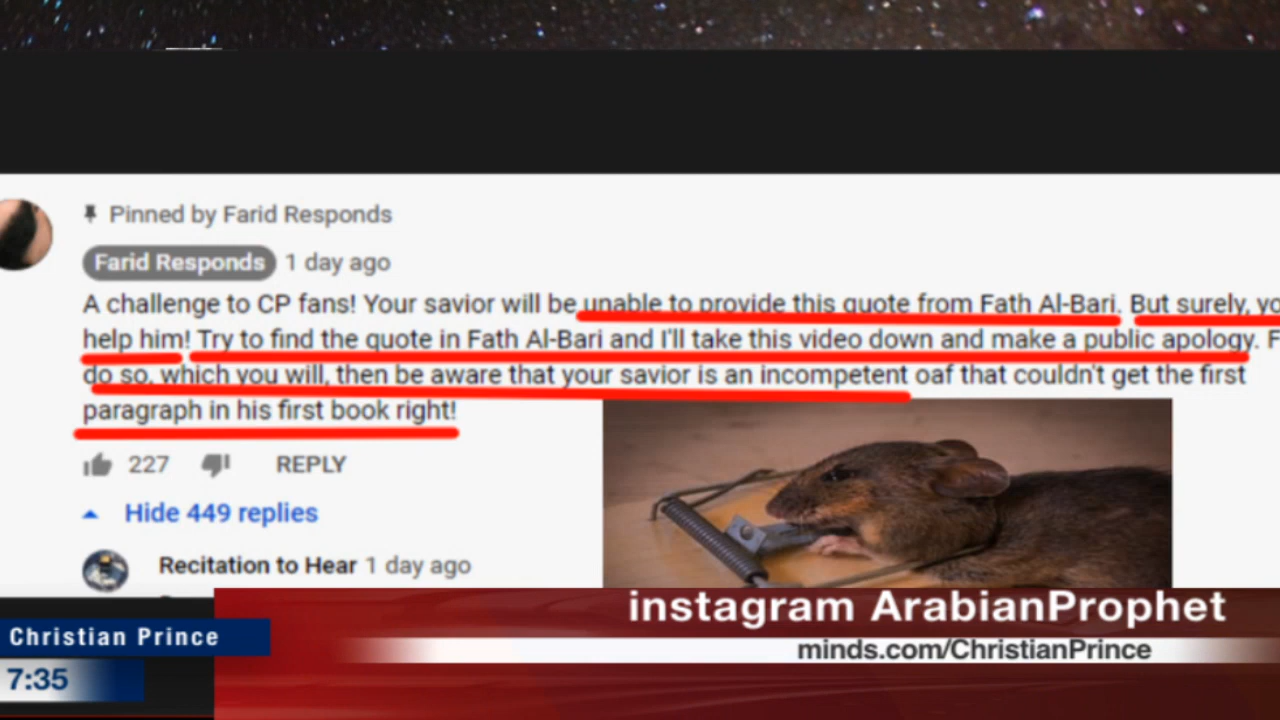 Pinned by Farid Responds
Farid Responds 1 day ago
A challenge to CP fans! Your savior will be unable to provide this quote from Fath Al-Bari. But surely,
help him! Try to find the quote in Fath Al-Bari and I'll take this video down and make a public apology.
do so, which you will, then be aware that your savior is an incompetent oaf that couldn't get the first
paragraph in his first book right!
227 REPLY
Hide 449 replies
Recitation to Hear 1 day ago
instagram ArabianProphet
Christian Prince
minds.com/ChristianPrince
7:35